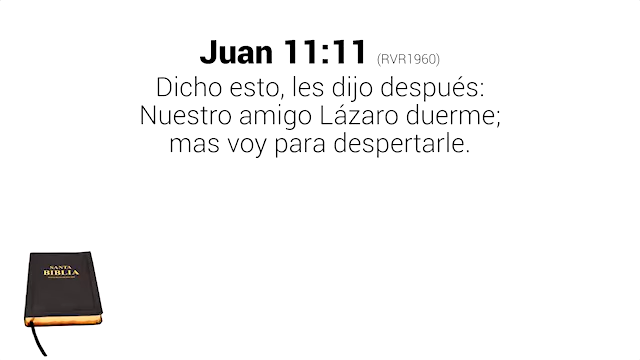 Juan 11:11 (RVR1960)
Dicho esto, les dijo después:
Nuestro amigo Lázaro duerme;
mas voy para despertarle.
SANTA
BIBLIA